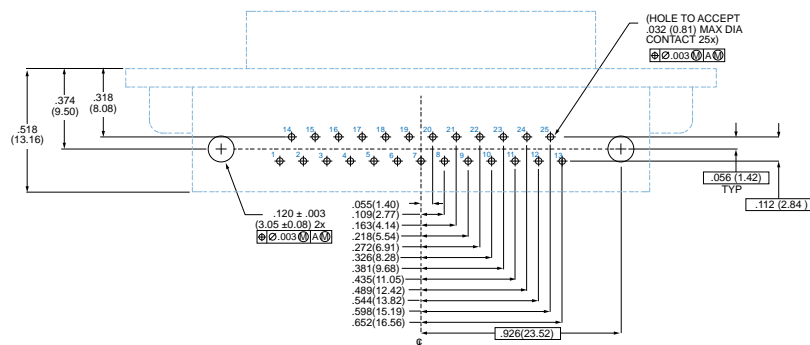 (HOLE TO ACCEPT
.032 (0.81) MAX DIA
CONTACT 25x)
⌖ Ø.003 Ⓜ A Ⓜ
.518
(13.16)
.374
(9.50)
.318
(8.08)
14 15 16 17 18 19 20 21 22 23 24 25
1 2 3 4 5 6 7 8 9 10 11 12 13
.056 (1.42)
TYP
.112 (2.84 )
.120 ± .003
(3.05 ±0.08) 2x
⌖ Ø.003 Ⓜ A Ⓜ
.055(1.40)
.109(2.77)
.163(4.14)
.218(5.54)
.272(6.91)
.326(8.28)
.381(9.68)
.435(11.05)
.489(12.42)
.544(13.82)
.598(15.19)
.652(16.56)
.926(23.52)
℄